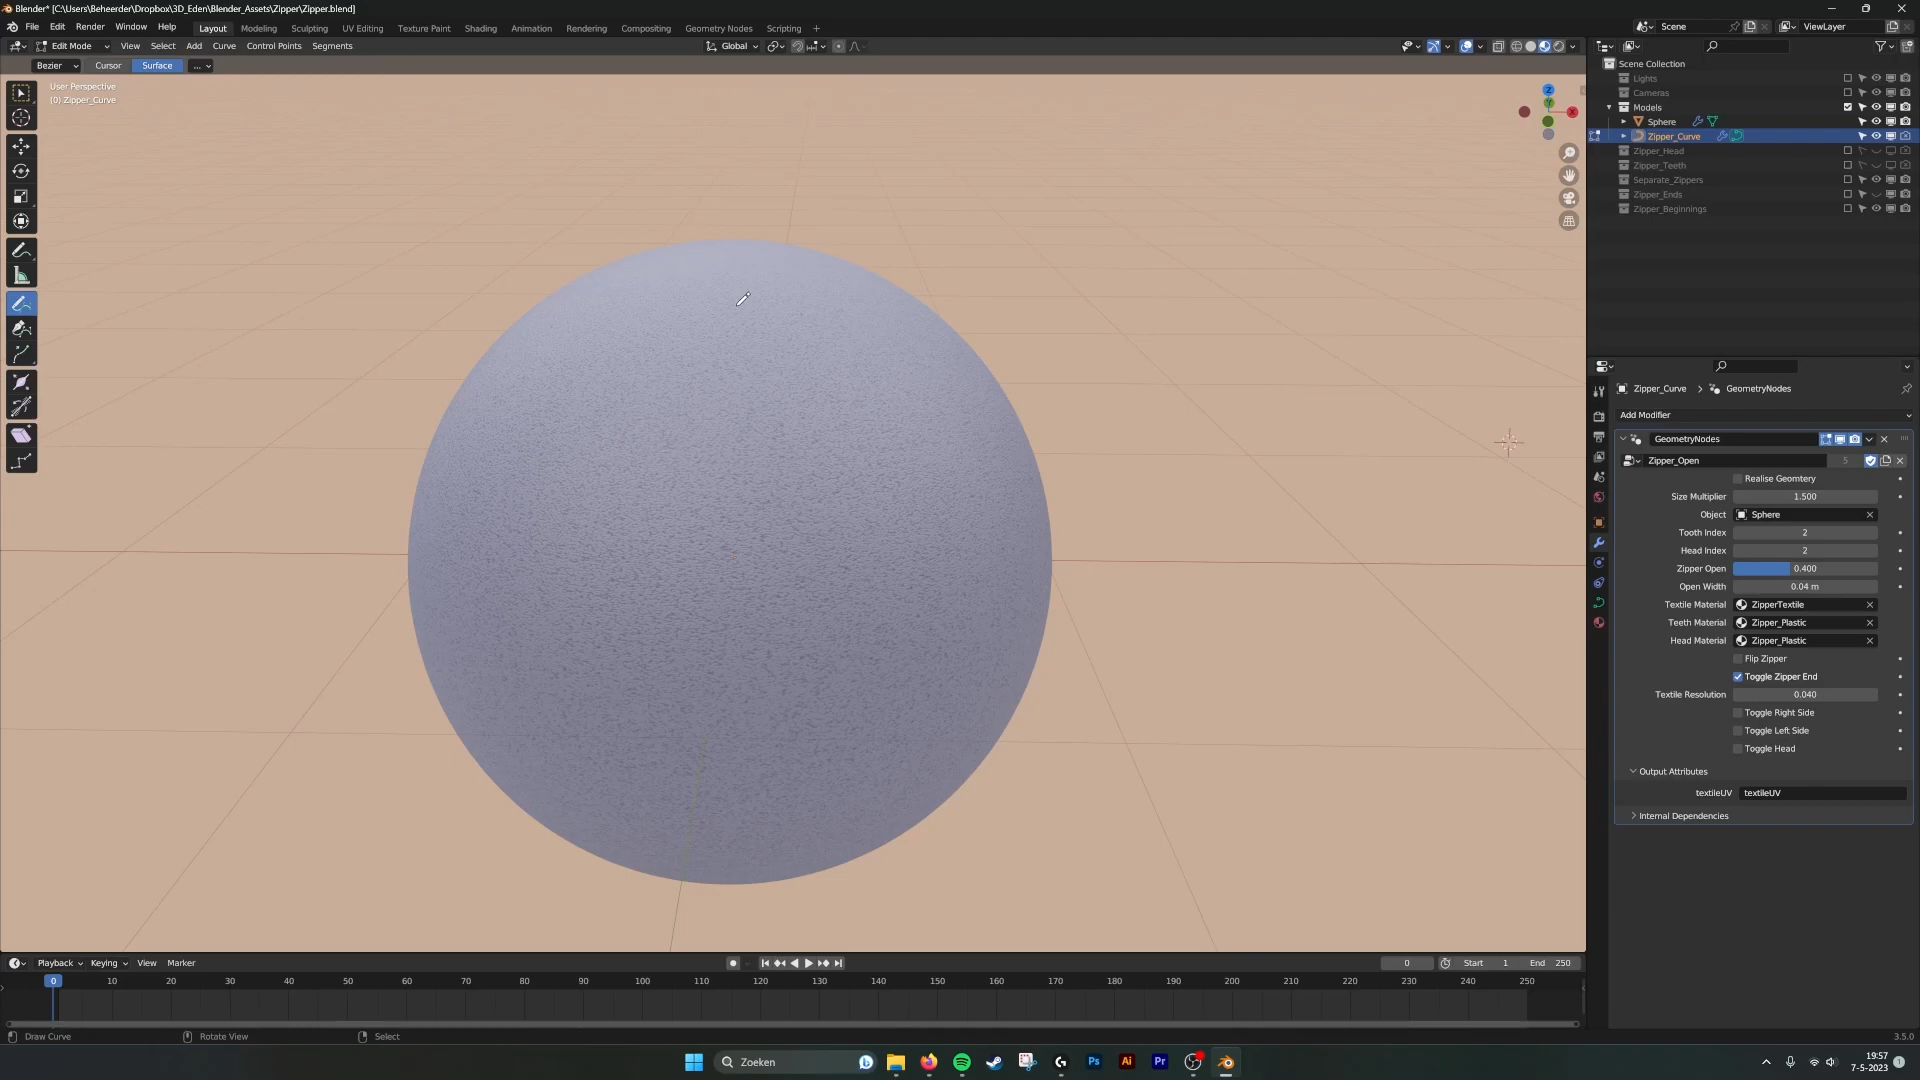 Blender* [C:\Users\Beheerder\Dropbox\3D_Eden\Blender_Assets\Zipper\Zipper.blend]
File Edit Render Window Help Layout Modeling Sculpting UV Editing Texture Paint Shading Animation Rendering Compositing Geometry Nodes Scripting + Scene ViewLayer
Edit Mode View Select Add Curve Control Points Segments Global
Bezier Cursor Surface ...
User Perspective
(0) Zipper_Curve
Z
Y
X
Scene Collection
Lights
Cameras
Models
Sphere
Zipper_Curve
Zipper_Head
Zipper_Teeth
Separate_Zippers
Zipper_Ends
Zipper_Beginnings
Zipper_Curve > GeometryNodes
Add Modifier
GeometryNodes
Zipper_Open 5
Realise Geomtery
Size Multiplier 1.500
Object Sphere
Tooth Index 2
Head Index 2
Zipper Open 0.400
Open Width 0.04 m
Textile Material ZipperTextile
Teeth Material Zipper_Plastic
Head Material Zipper_Plastic
Flip Zipper
Toggle Zipper End
Textile Resolution 0.040
Toggle Right Side
Toggle Left Side
Toggle Head
Output Attributes
textileUV textileUV
Internal Dependencies
Playback Keying View Marker 0 Start 1 End 250
0 10 20 30 40 50 60 70 80 90 100 110 120 130 140 150 160 170 180 190 200 210 220 230 240 250
Draw Curve Rotate View Select 3.5.0
Zoeken Ps Ai Pr 19:57
7-5-2023 1